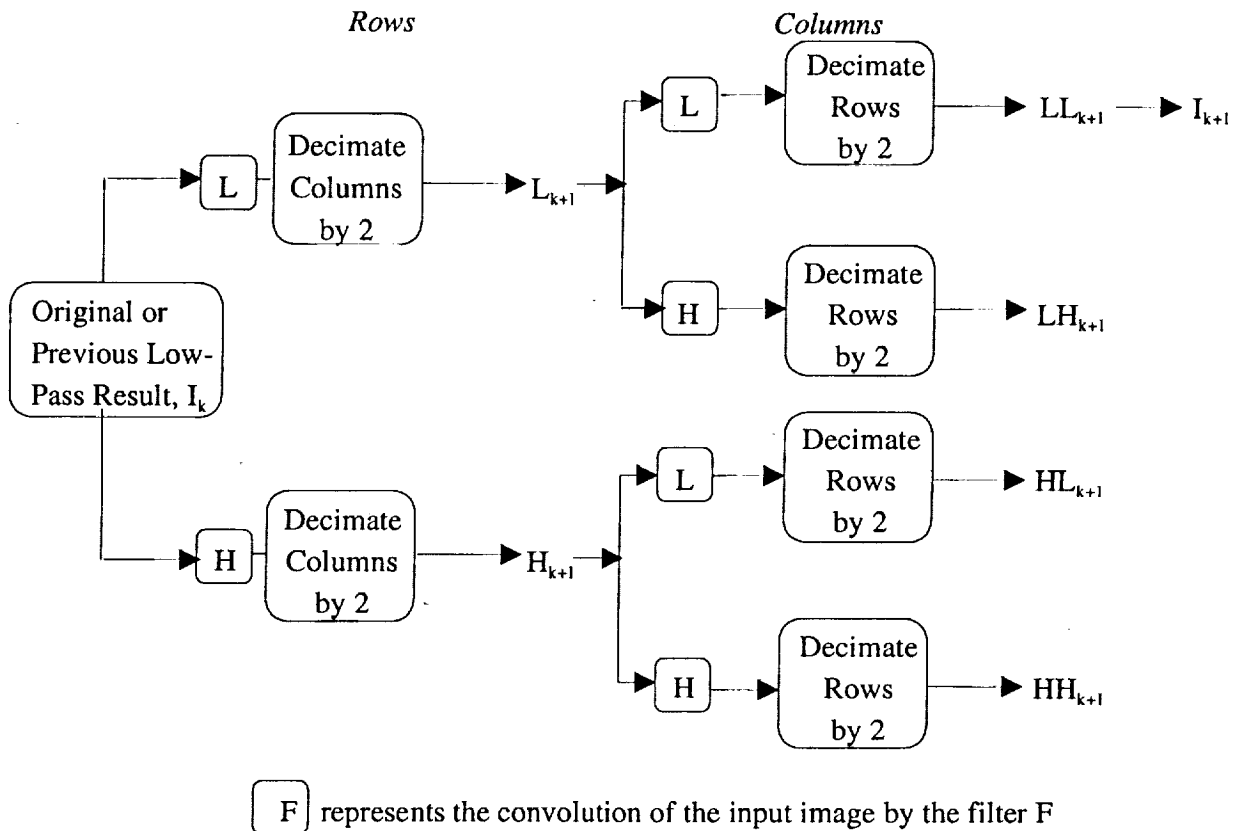 Rows
Columns
L
Decimate
Columns
by 2
L_{k+1}
L
Decimate
Rows
by 2
LL_{k+1}
I_{k+1}
H
Decimate
Rows
by 2
LH_{k+1}
Original or
Previous Low-
Pass Result, I_k
H
Decimate
Columns
by 2
H_{k+1}
L
Decimate
Rows
by 2
HL_{k+1}
H
Decimate
Rows
by 2
HH_{k+1}
F represents the convolution of the input image by the filter F